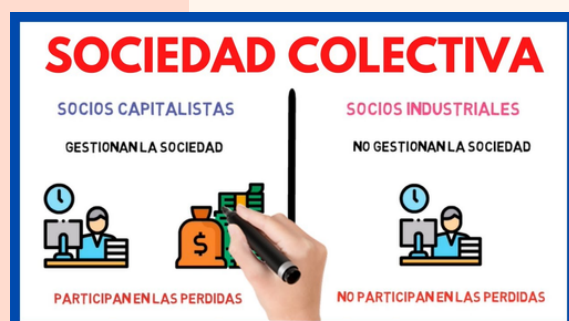 SOCIEDAD COLECTIVA
SOCIOS CAPITALISTAS
GESTIONAN LA SOCIEDAD
$
PARTICIPAN EN LAS PERDIDAS
SOCIOS INDUSTRIALES
NO GESTIONAN LA SOCIEDAD
NO PARTICIPAN EN LAS PERDIDAS